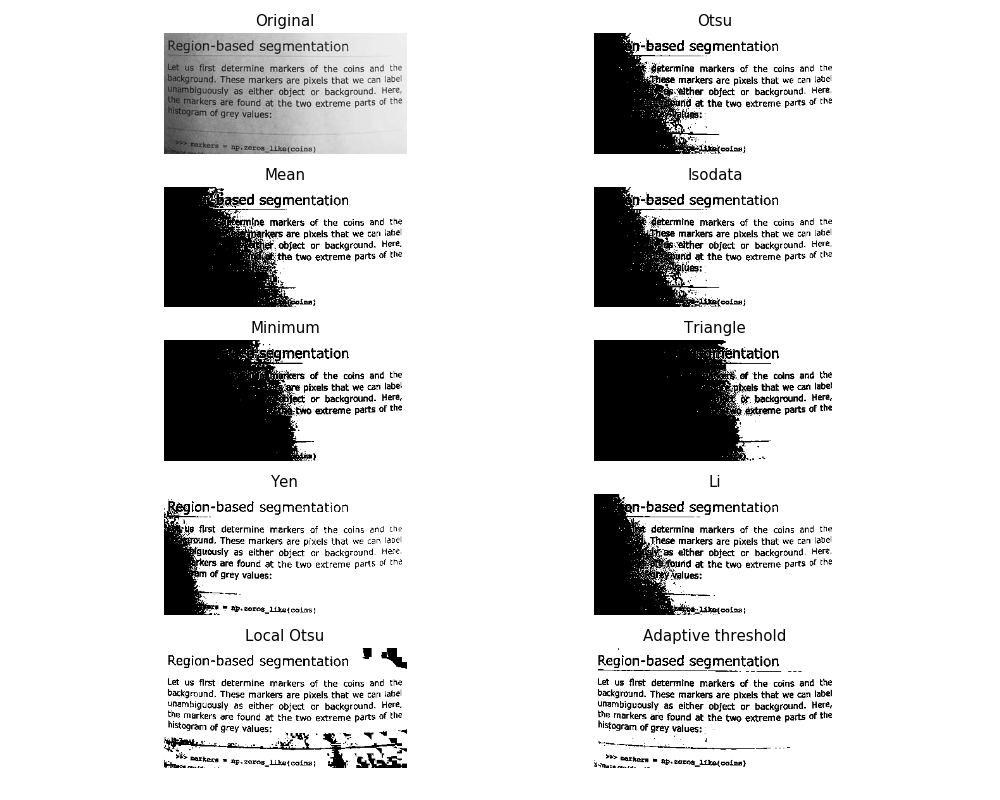 Original
Region-based segmentation
Let us first determine markers of the coins and the
background. These markers are pixels that we can label
unambiguously as either object or background. Here,
the markers are found at the two extreme parts of the
histogram of grey values:
>>> markers = np.zeros_like(coins)
Otsu
n-based segmentation
determine markers of the coins and the
These markers are pixels that we can label
as either object or background. Here,
at the two extreme parts of the
values:
like(coins)
Mean
based segmentation
markers of the coins and the
markers are pixels that we can label
object or background. Here,
at the two extreme parts of the
coins)
Isodata
n-based segmentation
determine markers of the coins and the
These markers are pixels that we can label
as either object or background. Here,
at the two extreme parts of the
values:
like(coins)
Minimum
segmentation
markers of the coins and the
are pixels that we can label
object or background. Here,
two extreme parts of the
Triangle
mentation
of the coins and the
pixels that we can label
or background. Here,
extreme parts of the
Yen
Region-based segmentation
us first determine markers of the coins and the
These markers are pixels that we can label
as either object or background. Here,
are found at the two extreme parts of the
of grey values:
= np.zeros_like(coins)
Li
n-based segmentation
determine markers of the coins and the
These markers are pixels that we can label
as either object or background. Here,
found at the two extreme parts of the
values:
like(coins)
Local Otsu
Region-based segmentation
Let us first determine markers of the coins and the
background. These markers are pixels that we can label
unambiguously as either object or background. Here,
the markers are found at the two extreme parts of the
histogram of grey values:
>>> markers = np.zeros_like(coins)
Adaptive threshold
Region-based segmentation
Let us first determine markers of the coins and the
background. These markers are pixels that we can label
unambiguously as either object or background. Here,
the markers are found at the two extreme parts of the
histogram of grey values:
>>> markers = np.zeros_like(coins)